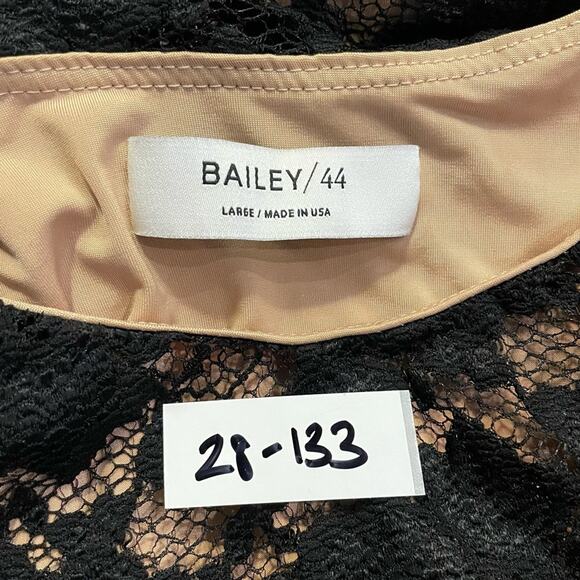 BAILEY/44
LARGE / MADE IN USA
28-133